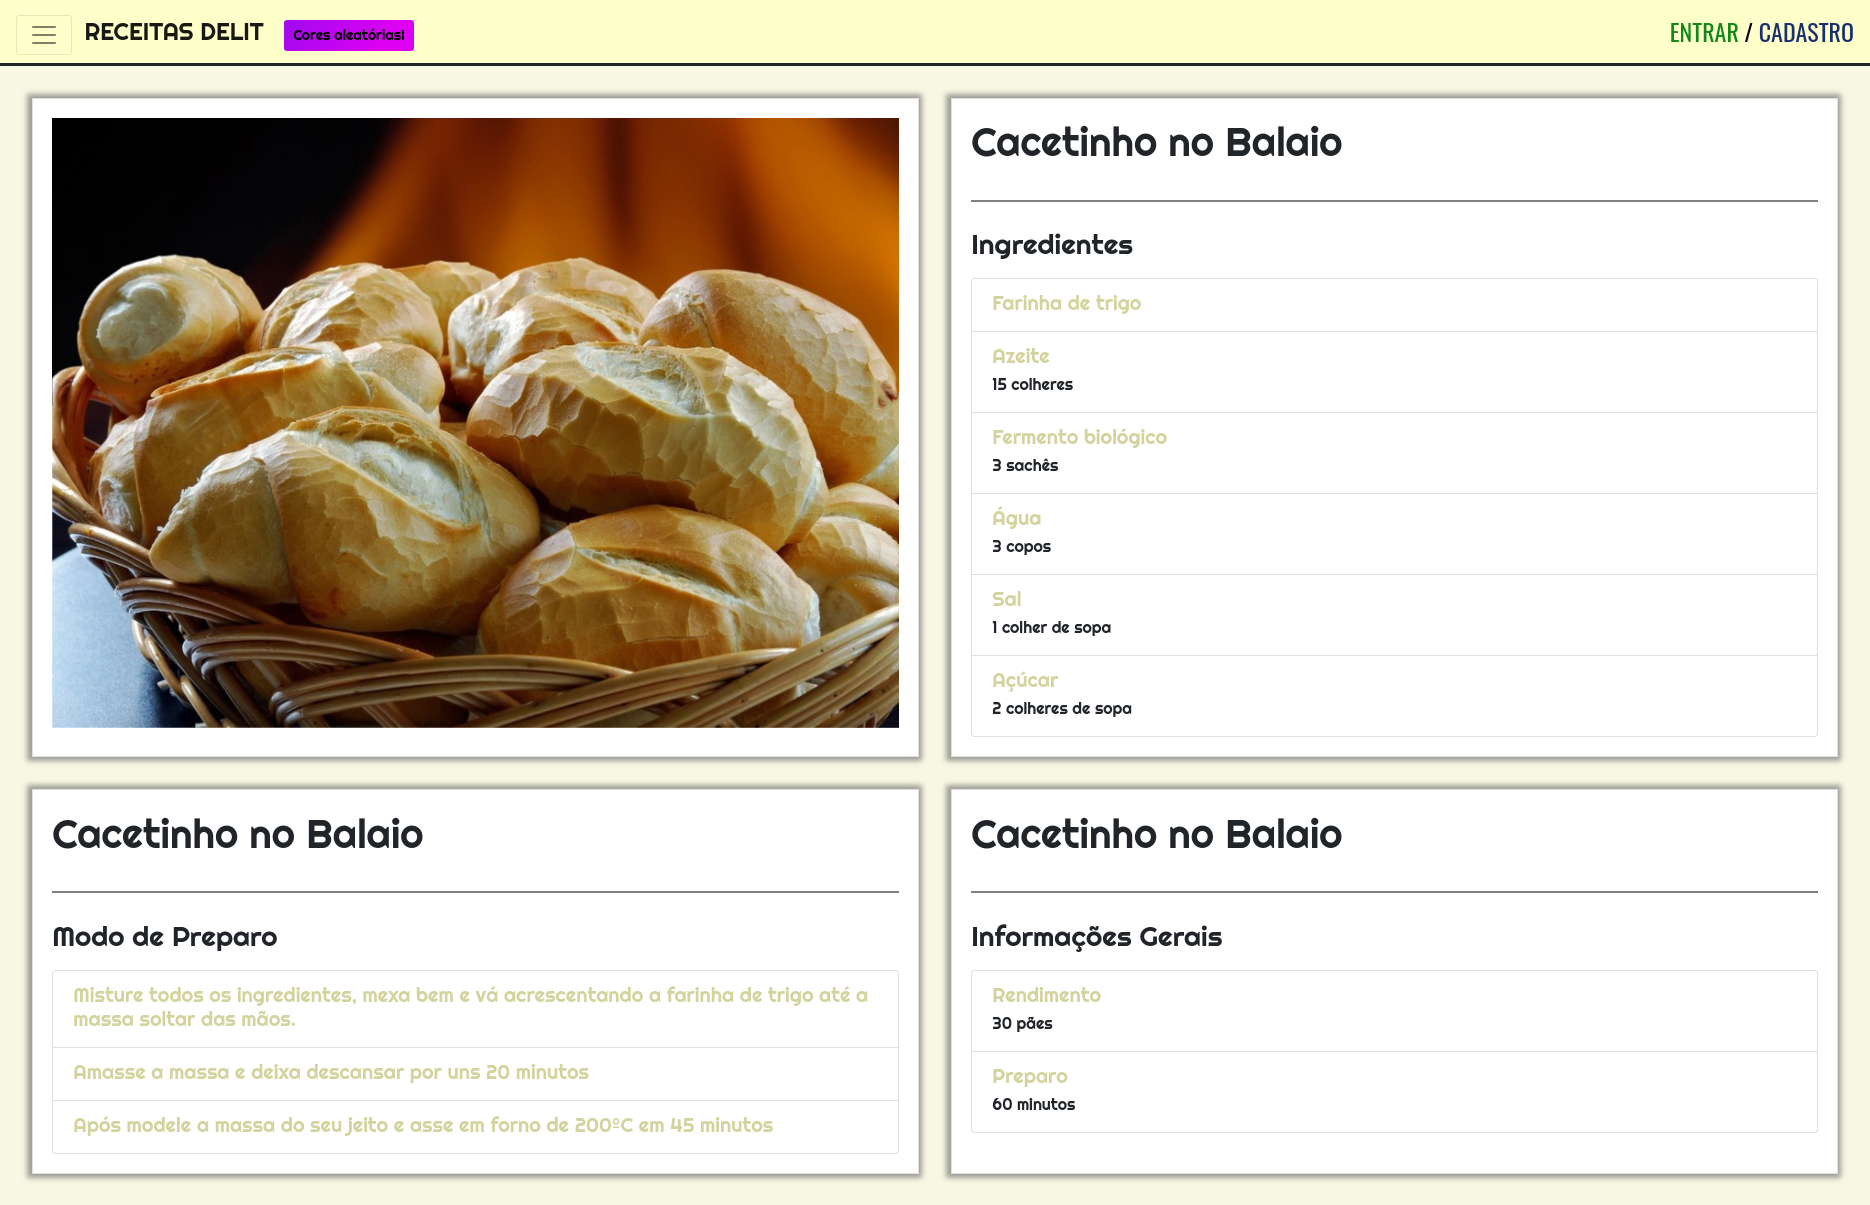 RECEITAS DELIT
Cores aleatórias!
ENTRAR / CADASTRO
Cacetinho no Balaio
Ingredientes
Farinha de trigo
Azeite
15 colheres
Fermento biológico
3 sachês
Água
3 copos
Sal
1 colher de sopa
Açúcar
2 colheres de sopa
Cacetinho no Balaio
Modo de Preparo
Misture todos os ingredientes, mexa bem e vá acrescentando a farinha de trigo até a
massa soltar das mãos.
Amasse a massa e deixa descansar por uns 20 minutos
Após modele a massa do seu jeito e asse em forno de 200ºC em 45 minutos
Cacetinho no Balaio
Informações Gerais
Rendimento
30 pães
Preparo
60 minutos